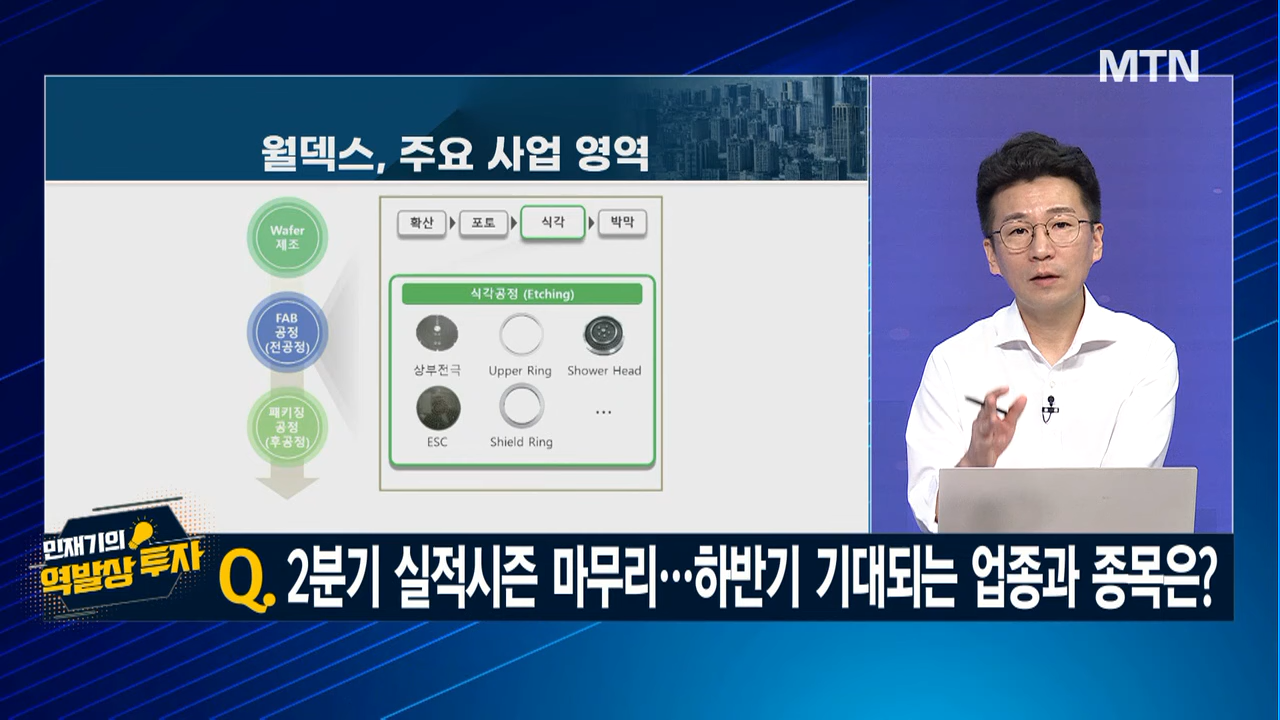 MTN
월덱스, 주요 사업 영역
Wafer
제조
FAB
공정
(전공정)
패키징
공정
(후공정)
확산
포토
식각
박막
식각공정 (Etching)
상부전극
Upper Ring
Shower Head
ESC
Shield Ring
...
민재기의
역발상 투자
Q. 2분기 실적시즌 마무리…하반기 기대되는 업종과 종목은?